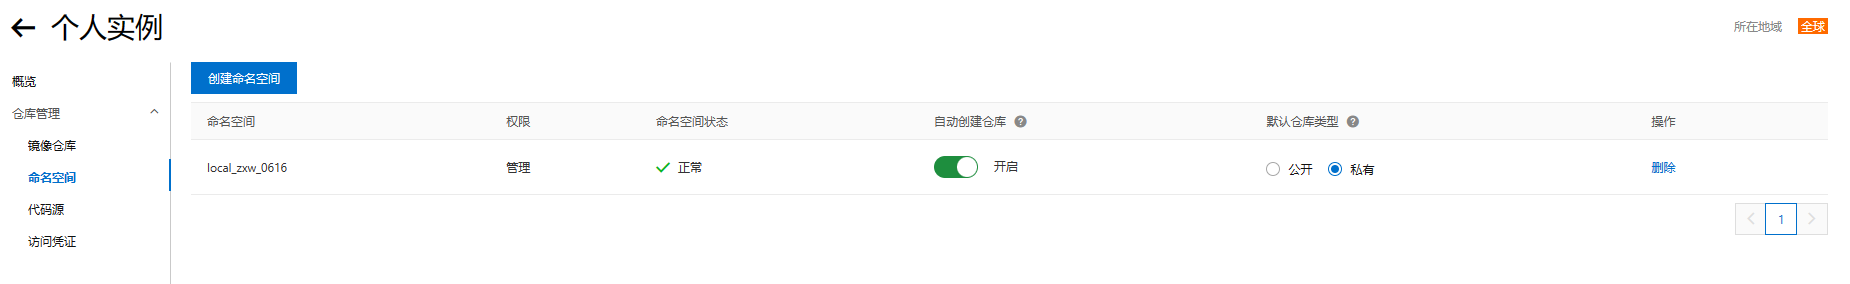 个人实例
所在地域 全球
概览
仓库管理
镜像仓库
命名空间
代码源
访问凭证
创建命名空间
命名空间 权限 命名空间状态 自动创建仓库 默认仓库类型 操作
local_zxw_0616 管理 正常 开启 公开 私有 删除
1